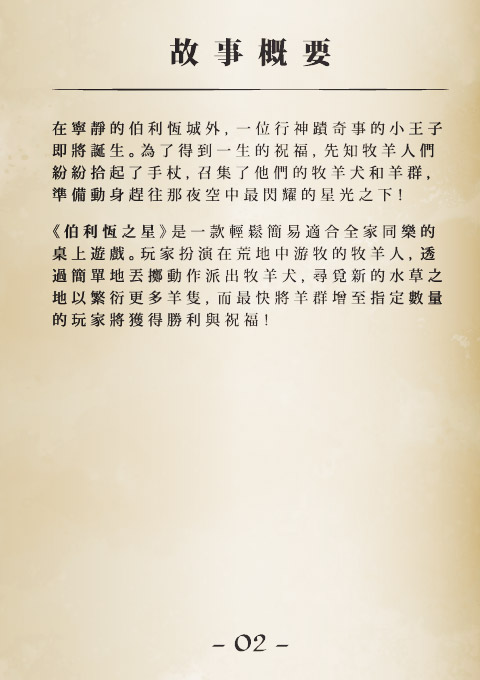 故事概要
在寧靜的伯利恆城外，一位行神蹟奇事的小王子
即將誕生。為了得到一生的祝福，先知牧羊人們
紛紛拾起了手杖，召集了他們的牧羊犬和羊群，
準備動身趕往那夜空中最閃耀的星光之下！
《伯利恆之星》是一款輕鬆簡易適合全家同樂的
桌上遊戲。玩家扮演在荒地中游牧的牧羊人，透
過簡單地丟擲動作派出牧羊犬，尋覓新的水草之
地以繁衍更多羊隻，而最快將羊群增至指定數量
的玩家將獲得勝利與祝福！
– 02 –